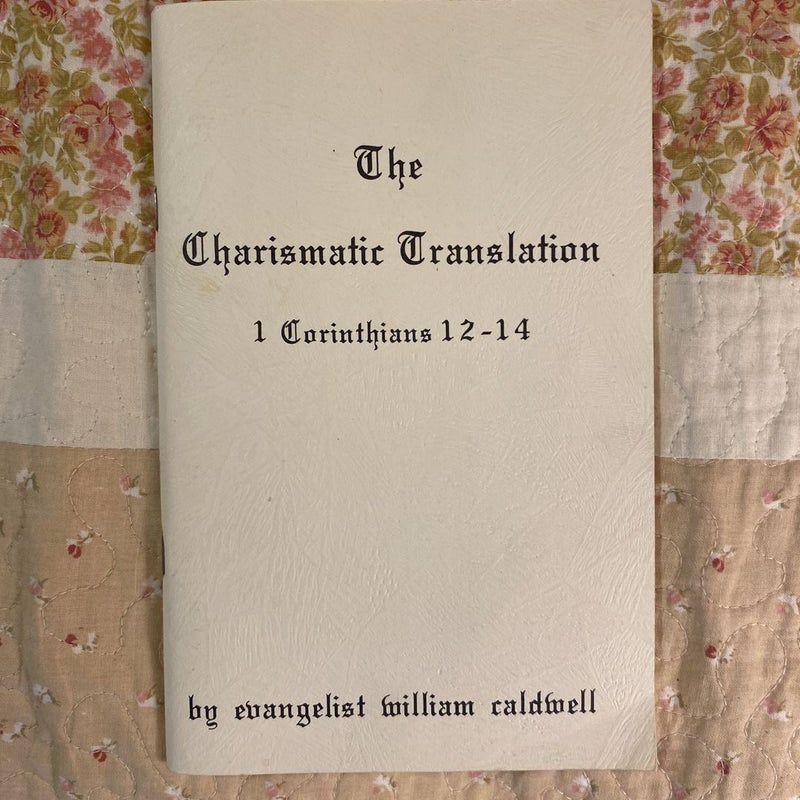 The
Charismatic Translation
1 Corinthians 12-14
by evangelist william caldwell